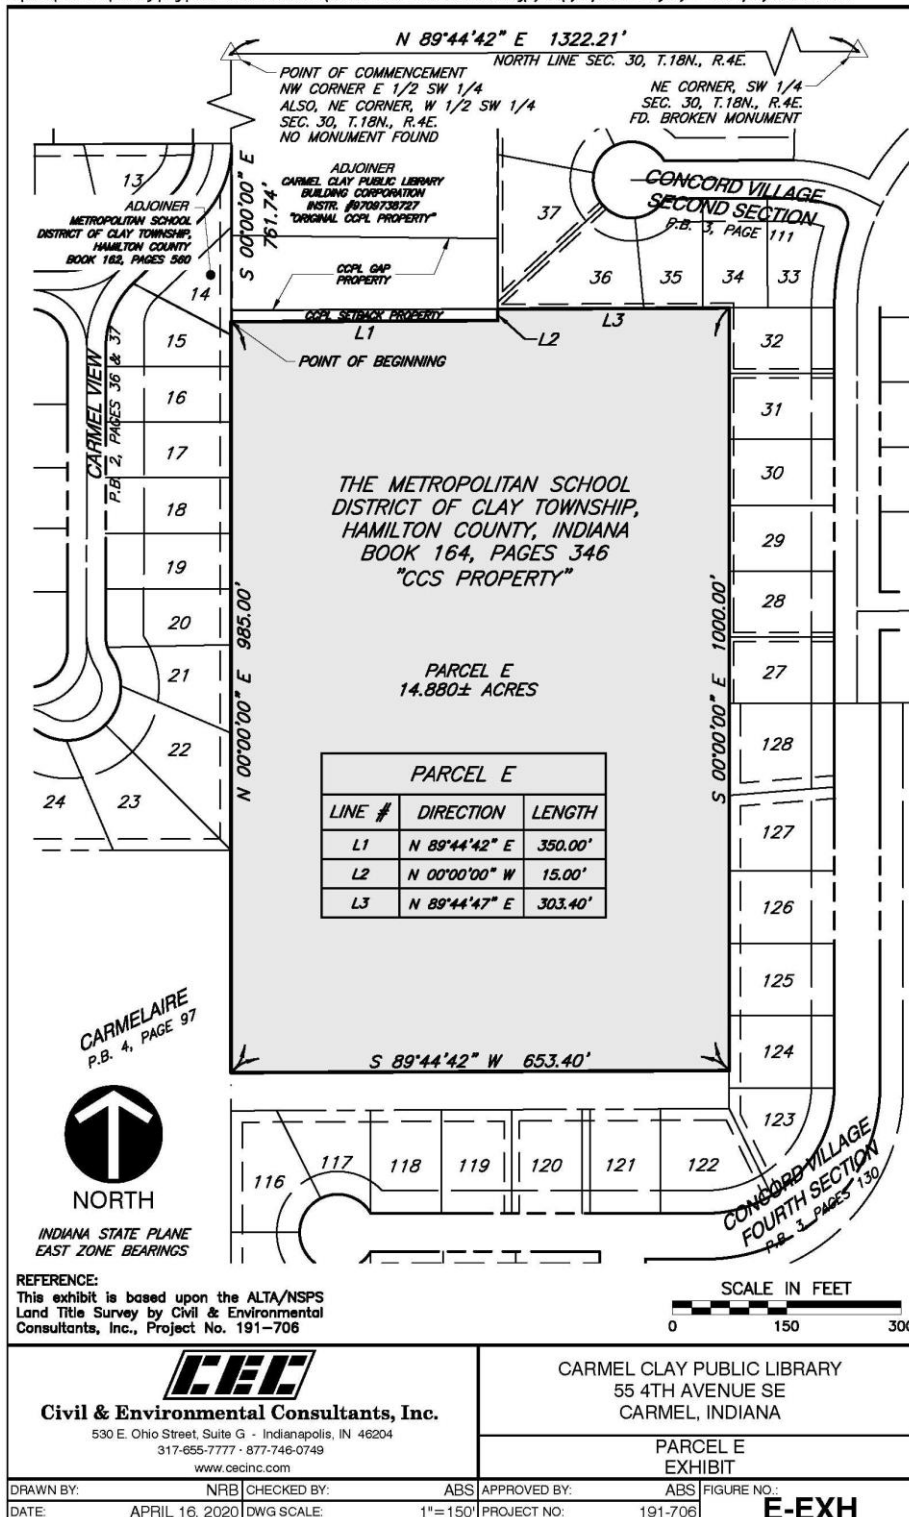 N 89°44'42" E 1322.21'
NORTH LINE SEC. 30, T.18N., R.4E.
POINT OF COMMENCEMENT
NW CORNER E 1/2 SW 1/4
ALSO, NE CORNER, W 1/2 SW 1/4
SEC. 30, T.18N., R.4E.
NO MONUMENT FOUND
NE CORNER, SW 1/4
SEC. 30, T.18N., R.4E.
FD. BROKEN MONUMENT
S 00°00'00" E
761.74'
ADJOINER
CARMEL CLAY PUBLIC LIBRARY
BUILDING CORPORATION
INSTR. #9709738727
"ORIGINAL CCPL PROPERTY"
13
ADJOINER
METROPOLITAN SCHOOL
DISTRICT OF CLAY TOWNSHIP,
HAMILTON COUNTY
BOOK 162, PAGES 560
14
CONCORD VILLAGE
SECOND SECTION
P.B. 3, PAGE 111
37
36
35
34
33
CCPL GAP
PROPERTY
CCPL SETBACK PROPERTY
L1
L2
L3
POINT OF BEGINNING
CARMEL VIEW
P.B. 2, PAGES 36 & 37
15
16
17
18
19
20
21
22
23
24
32
31
30
29
28
27
128
127
126
125
124
123
THE METROPOLITAN SCHOOL
DISTRICT OF CLAY TOWNSHIP,
HAMILTON COUNTY, INDIANA
BOOK 164, PAGES 346
"CCS PROPERTY"
N 00°00'00" E 985.00'
S 00°00'00" E 1000.00'
PARCEL E
14.880± ACRES
PARCEL E
LINE # DIRECTION LENGTH
L1 N 89°44'42" E 350.00'
L2 N 00°00'00" W 15.00'
L3 N 89°44'47" E 303.40'
CARMELAIRE
P.B. 4, PAGE 97
S 89°44'42" W 653.40'
116
117
118
119
120
121
122
CONCORD VILLAGE
FOURTH SECTION
P.B. 3, PAGES 130
NORTH
INDIANA STATE PLANE
EAST ZONE BEARINGS
REFERENCE:
This exhibit is based upon the ALTA/NSPS
Land Title Survey by Civil & Environmental
Consultants, Inc., Project No. 191-706
SCALE IN FEET
0 150 300
CEC
Civil & Environmental Consultants, Inc.
530 E. Ohio Street, Suite G - Indianapolis, IN 46204
317-655-7777 · 877-746-0749
www.cecinc.com
CARMEL CLAY PUBLIC LIBRARY
55 4TH AVENUE SE
CARMEL, INDIANA
PARCEL E
EXHIBIT
DRAWN BY: NRB CHECKED BY: ABS APPROVED BY: ABS FIGURE NO.:
DATE: APRIL 16, 2020 DWG SCALE: 1"=150' PROJECT NO: 191-706 E-EXH